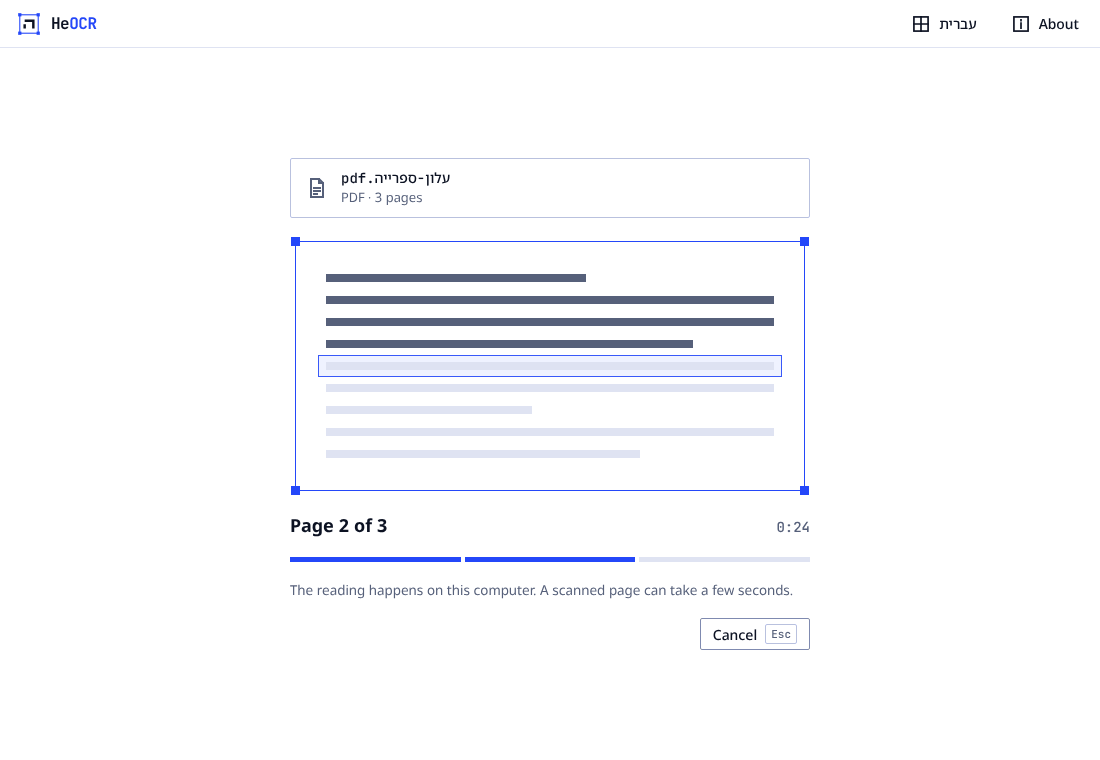 HeOCR
עברית
About
עלון-ספרייה.pdf
PDF · 3 pages
Page 2 of 3
0:24
The reading happens on this computer. A scanned page can take a few seconds.
Cancel Esc